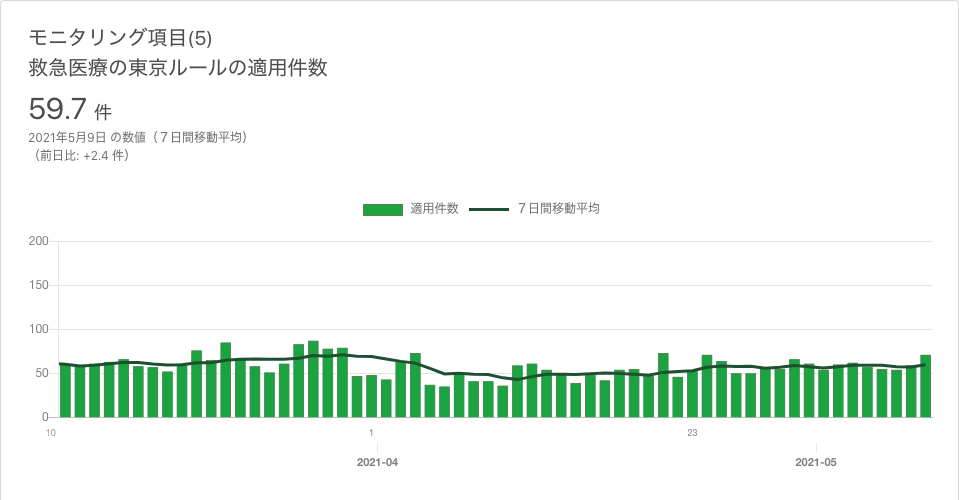 モニタリング項目(5)
救急医療の東京ルールの適用件数
59.7 件
2021年5月9日 の数値（７日間移動平均）
（前日比: +2.4 件）
適用件数 ７日間移動平均
200
150
100
50
0
10 1 23
2021-04 2021-05